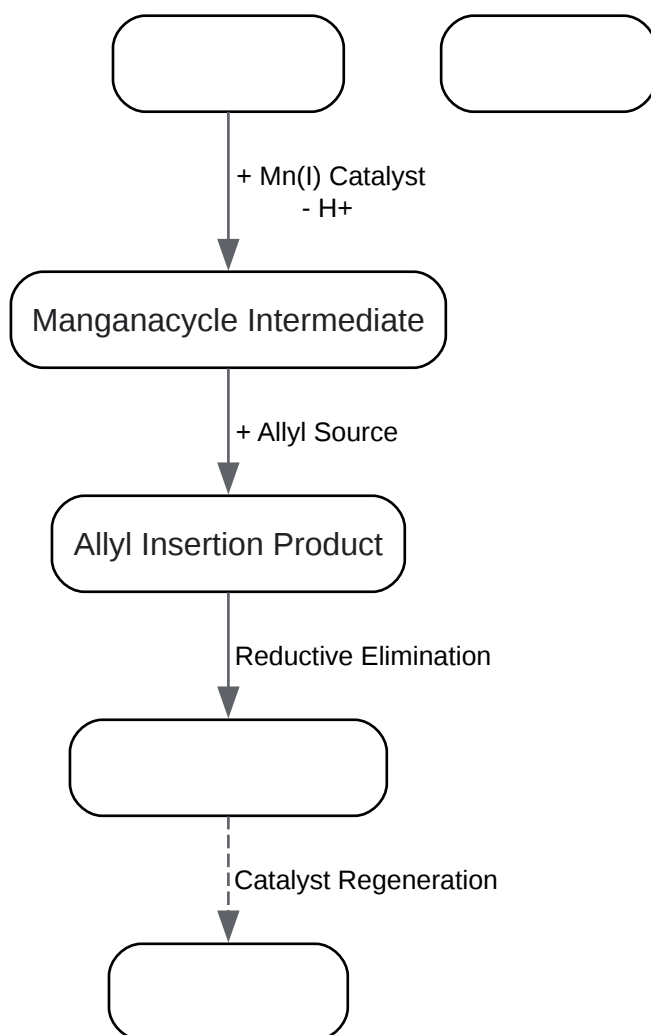 + Mn(I) Catalyst
- H+
Manganacycle Intermediate
+ Allyl Source
Allyl Insertion Product
Reductive Elimination
Catalyst Regeneration